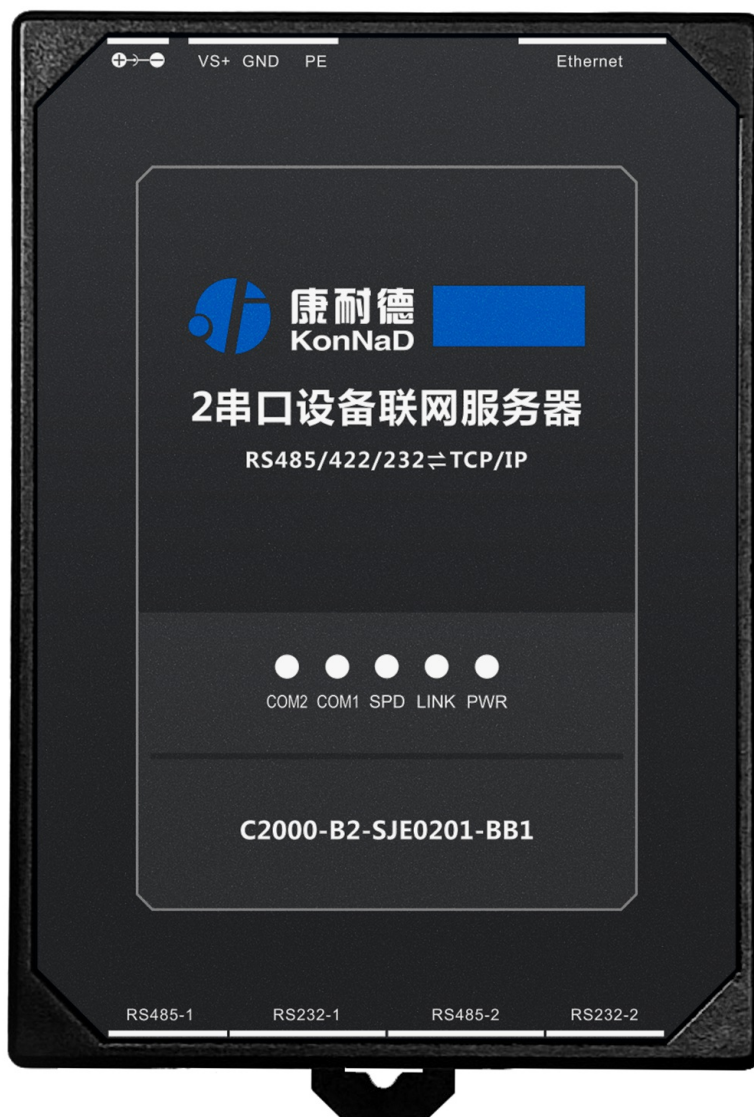 VS+ GND PE Ethernet
康耐德
KonNaD
2串口设备联网服务器
RS485/422/232⇌TCP/IP
COM2 COM1 SPD LINK PWR
C2000-B2-SJE0201-BB1
RS485-1 RS232-1 RS485-2 RS232-2